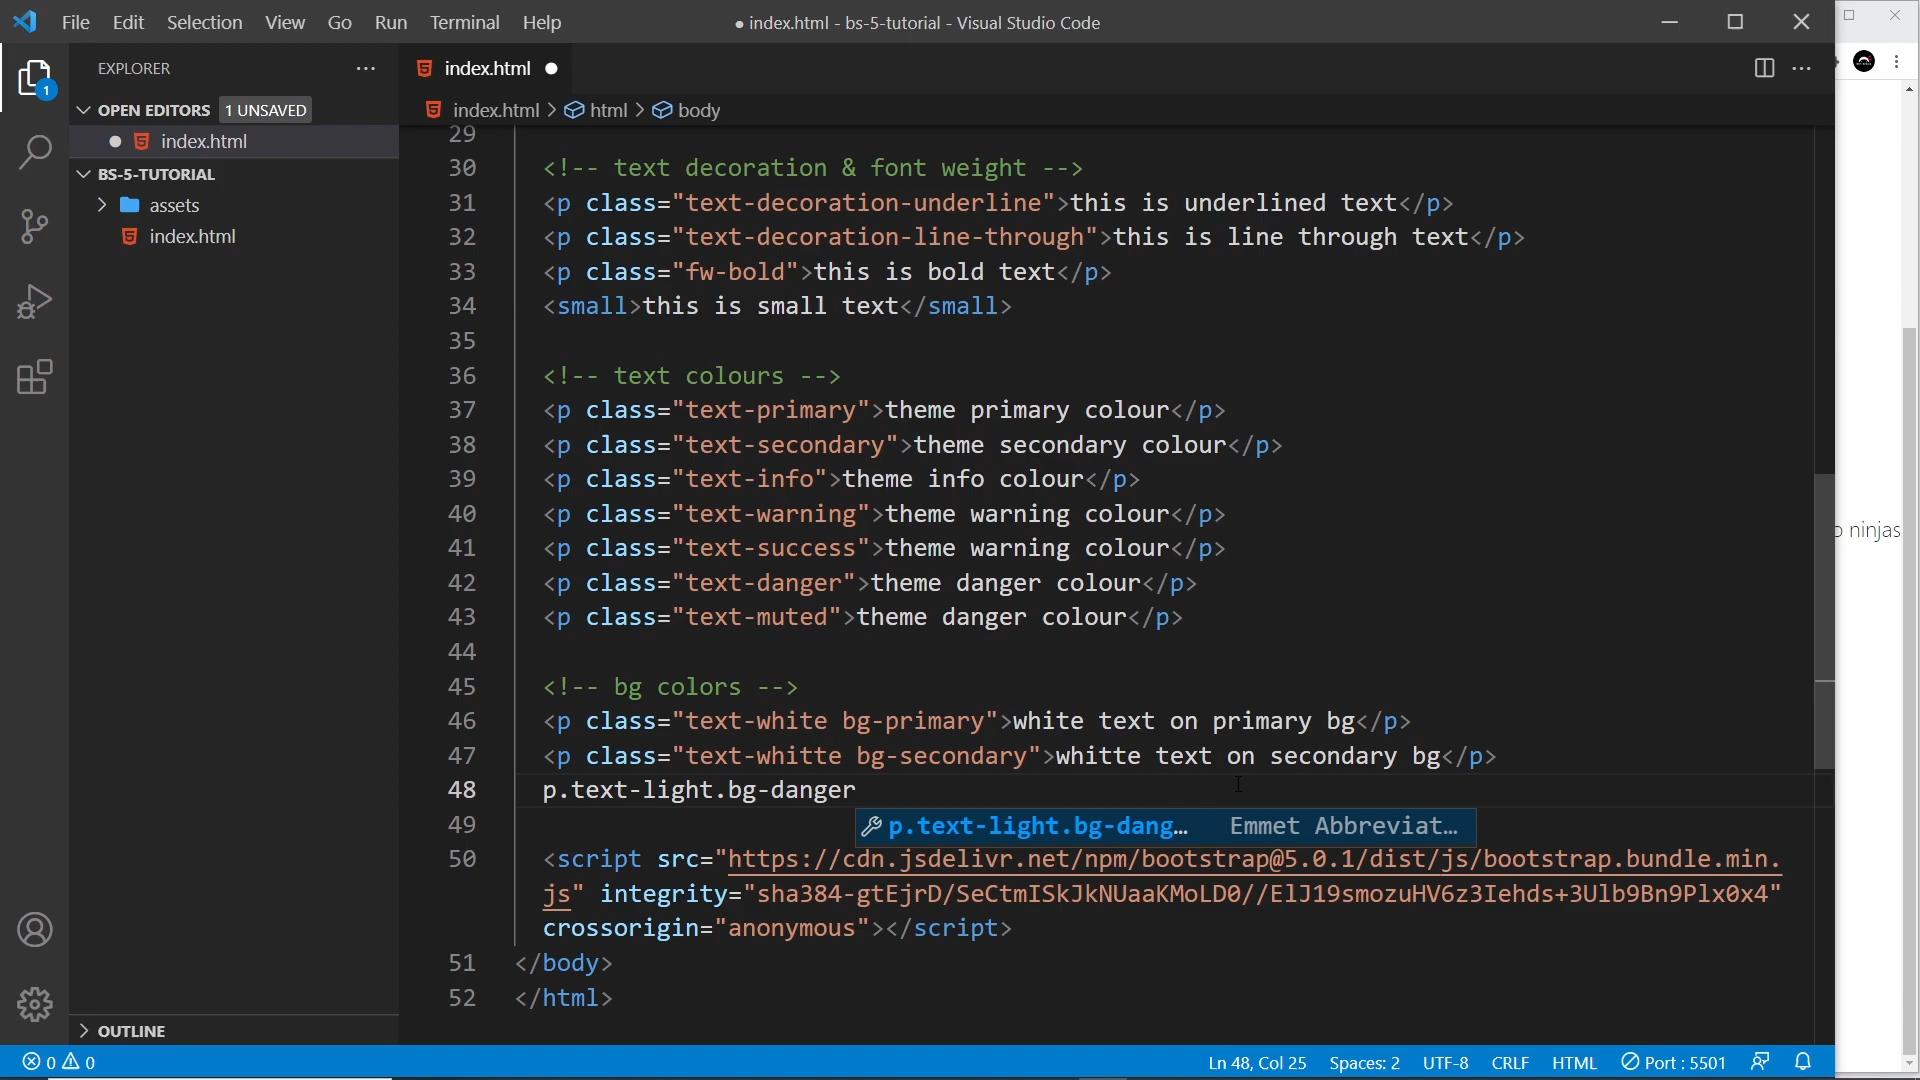 File Edit Selection View Go Run Terminal Help
● index.html - bs-5-tutorial - Visual Studio Code
EXPLORER
OPEN EDITORS 1 UNSAVED
index.html
BS-5-TUTORIAL
assets
index.html
OUTLINE
1
index.html
index.html > html > body
29
30 <!-- text decoration & font weight -->
31 <p class="text-decoration-underline">this is underlined text</p>
32 <p class="text-decoration-line-through">this is line through text</p>
33 <p class="fw-bold">this is bold text</p>
34 <small>this is small text</small>
35
36 <!-- text colours -->
37 <p class="text-primary">theme primary colour</p>
38 <p class="text-secondary">theme secondary colour</p>
39 <p class="text-info">theme info colour</p>
40 <p class="text-warning">theme warning colour</p>
41 <p class="text-success">theme warning colour</p>
42 <p class="text-danger">theme danger colour</p>
43 <p class="text-muted">theme danger colour</p>
44
45 <!-- bg colors -->
46 <p class="text-white bg-primary">white text on primary bg</p>
47 <p class="text-whitte bg-secondary">whitte text on secondary bg</p>
48 p.text-light.bg-danger
49
p.text-light.bg-dang… Emmet Abbreviat…
50 <script src="https://cdn.jsdelivr.net/npm/bootstrap@5.0.1/dist/js/bootstrap.bundle.min.
js" integrity="sha384-gtEjrD/SeCtmISkJkNUaaKMoLD0//ElJ19smozuHV6z3Iehds+3Ulb9Bn9Plx0x4"
crossorigin="anonymous"></script>
51 </body>
52 </html>
ninjas
0 0
Ln 48, Col 25 Spaces: 2 UTF-8 CRLF HTML Port : 5501